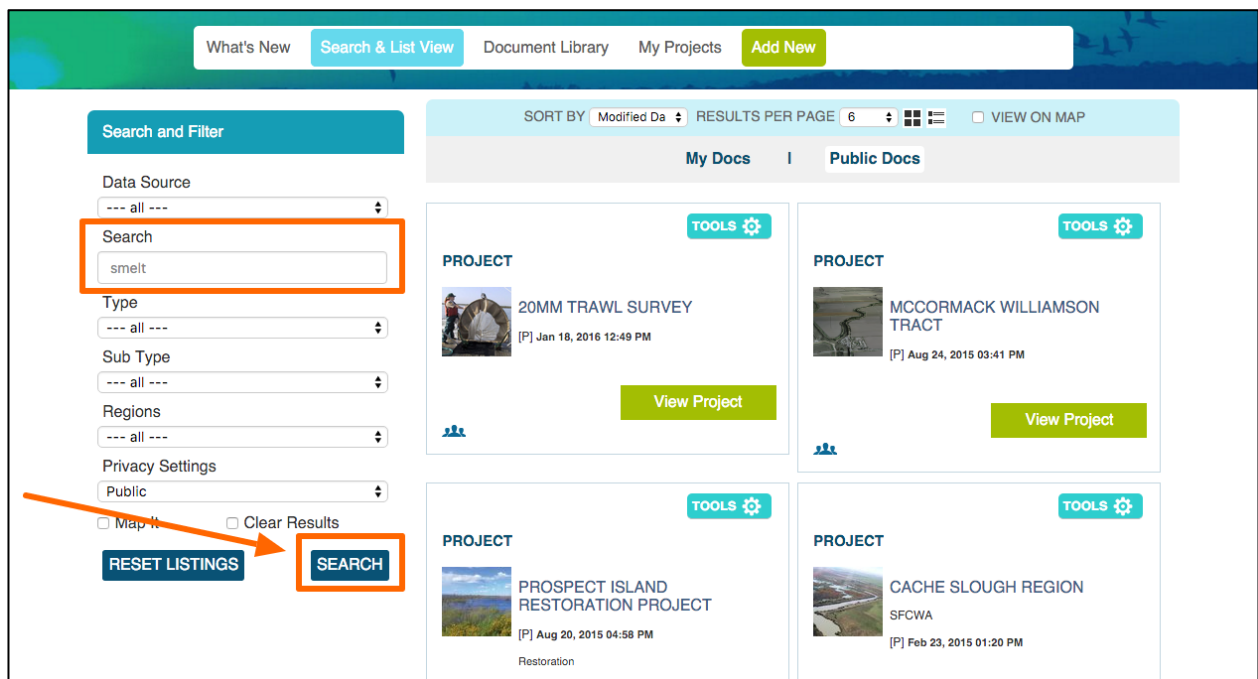 What's New Search & List View Document Library My Projects Add New
Search and Filter
Data Source
--- all ---
Search
smelt
Type
--- all ---
Sub Type
--- all ---
Regions
--- all ---
Privacy Settings
Public
Map It Clear Results
RESET LISTINGS SEARCH
SORT BY Modified Da RESULTS PER PAGE 6 VIEW ON MAP
My Docs I Public Docs
TOOLS
PROJECT
20MM TRAWL SURVEY
[P] Jan 18, 2016 12:49 PM
View Project
TOOLS
PROJECT
MCCORMACK WILLIAMSON
TRACT
[P] Aug 24, 2015 03:41 PM
View Project
TOOLS
PROJECT
PROSPECT ISLAND
RESTORATION PROJECT
[P] Aug 20, 2015 04:58 PM
Restoration
TOOLS
PROJECT
CACHE SLOUGH REGION
SFCWA
[P] Feb 23, 2015 01:20 PM